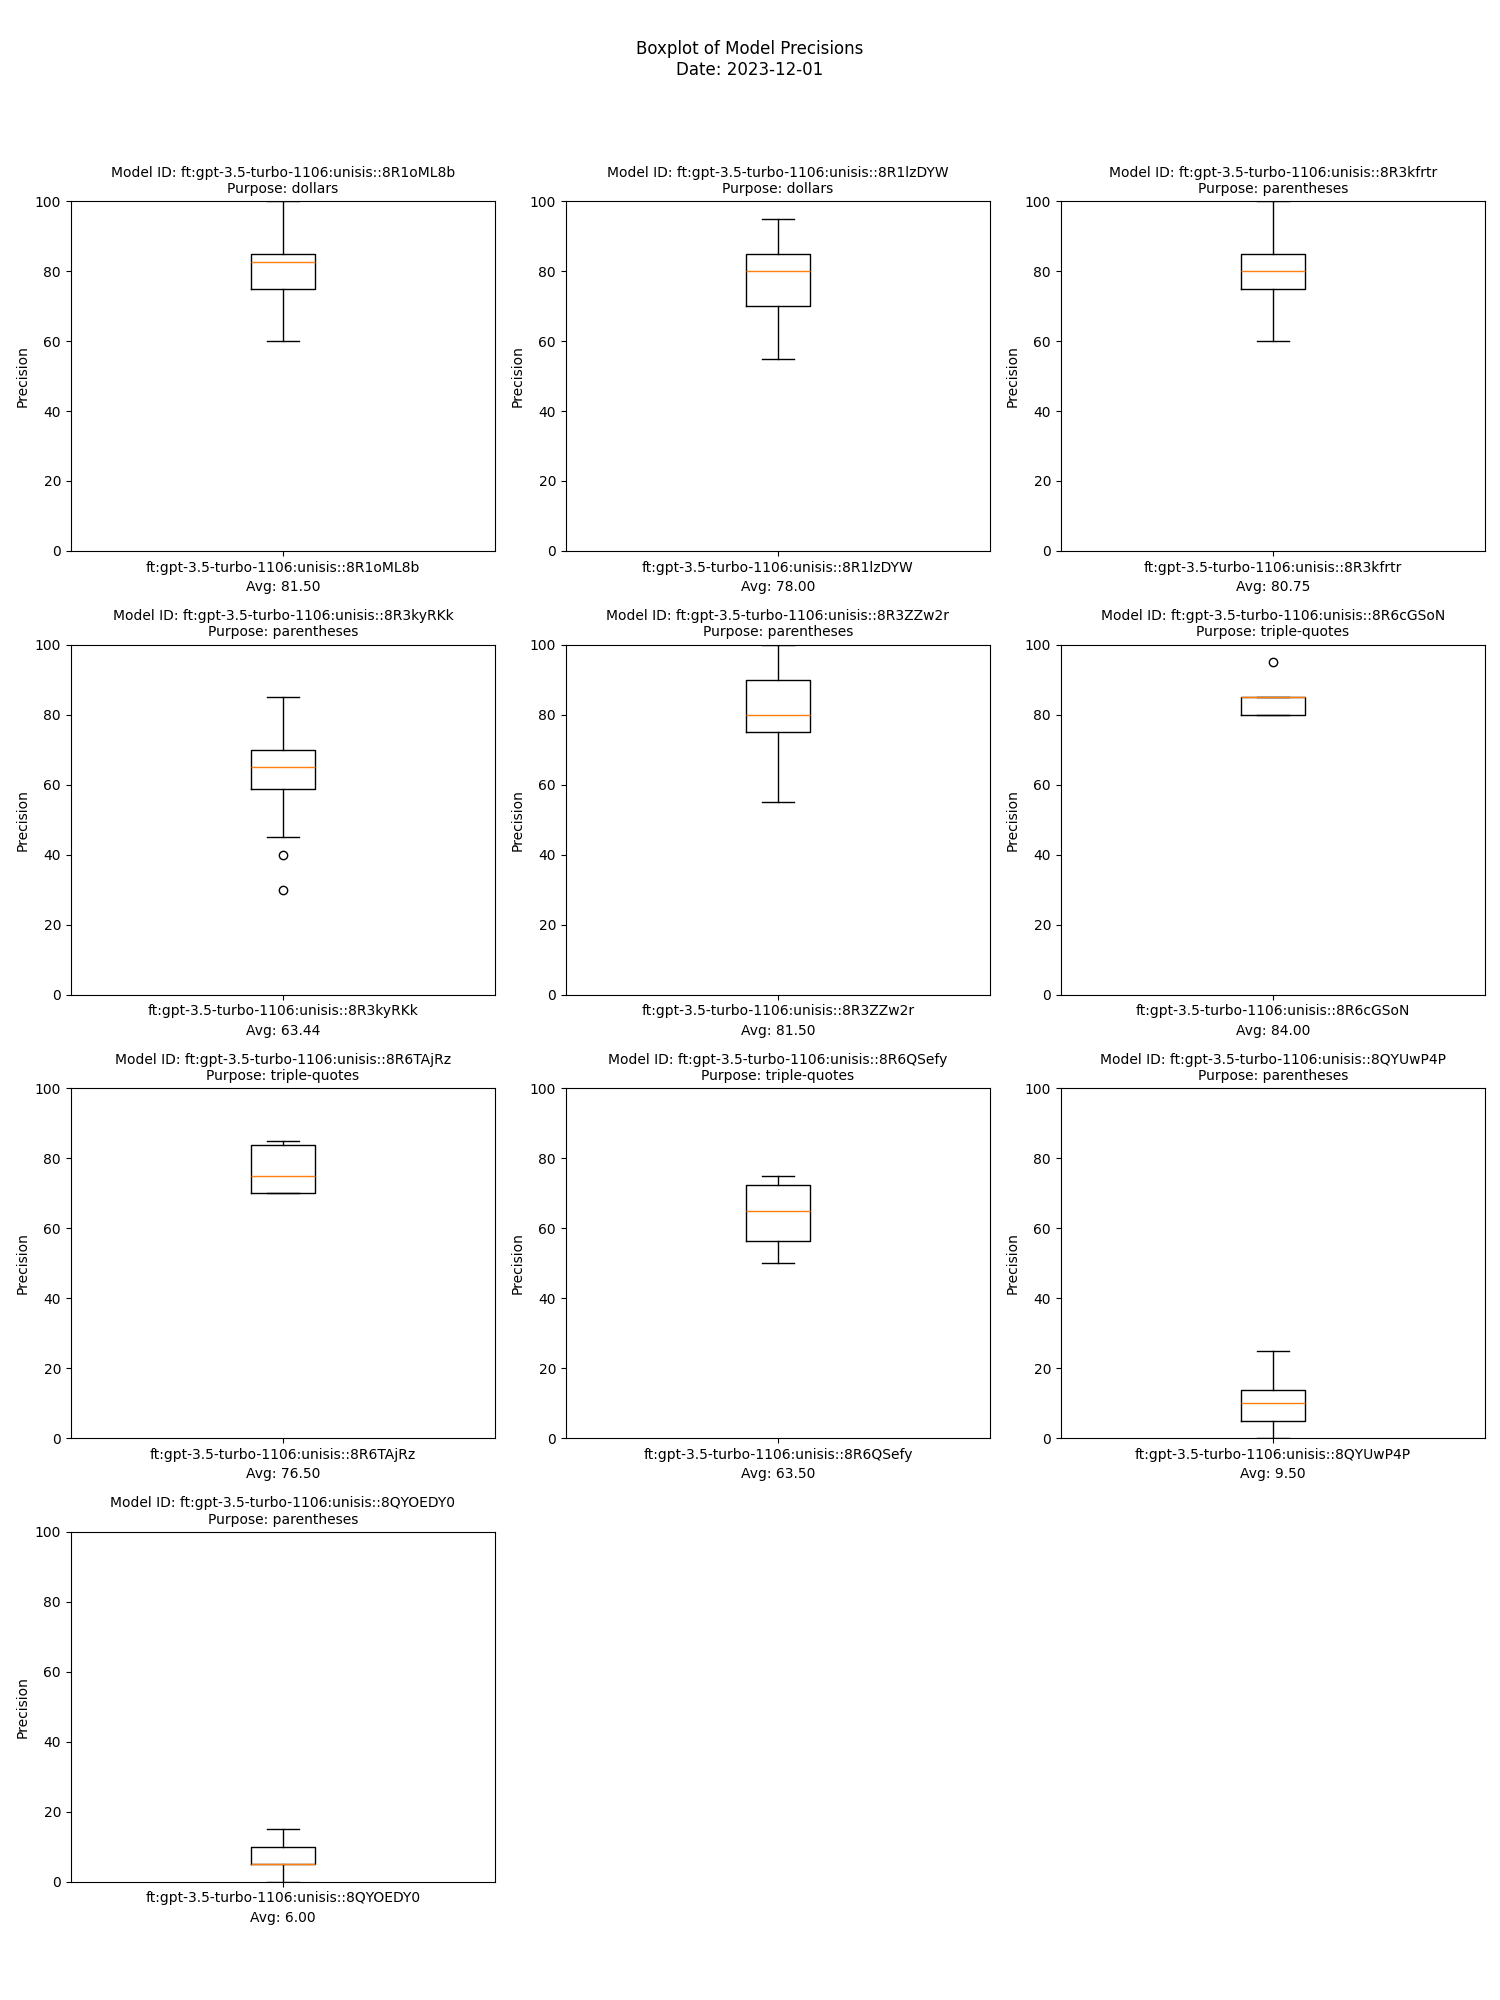 Boxplot of Model Precisions
Date: 2023-12-01
Model ID: ft:gpt-3.5-turbo-1106:unisis::8R1oML8b
Purpose: dollars
100
80
60
40
20
0
Precision
ft:gpt-3.5-turbo-1106:unisis::8R1oML8b
Avg: 81.50
Model ID: ft:gpt-3.5-turbo-1106:unisis::8R1lzDYW
Purpose: dollars
100
80
60
40
20
0
Precision
ft:gpt-3.5-turbo-1106:unisis::8R1lzDYW
Avg: 78.00
Model ID: ft:gpt-3.5-turbo-1106:unisis::8R3kfrtr
Purpose: parentheses
100
80
60
40
20
0
Precision
ft:gpt-3.5-turbo-1106:unisis::8R3kfrtr
Avg: 80.75
Model ID: ft:gpt-3.5-turbo-1106:unisis::8R3kyRKk
Purpose: parentheses
100
80
60
40
20
0
Precision
ft:gpt-3.5-turbo-1106:unisis::8R3kyRKk
Avg: 63.44
Model ID: ft:gpt-3.5-turbo-1106:unisis::8R3ZZw2r
Purpose: parentheses
100
80
60
40
20
0
Precision
ft:gpt-3.5-turbo-1106:unisis::8R3ZZw2r
Avg: 81.50
Model ID: ft:gpt-3.5-turbo-1106:unisis::8R6cGSoN
Purpose: triple-quotes
100
80
60
40
20
0
Precision
ft:gpt-3.5-turbo-1106:unisis::8R6cGSoN
Avg: 84.00
Model ID: ft:gpt-3.5-turbo-1106:unisis::8R6TAjRz
Purpose: triple-quotes
100
80
60
40
20
0
Precision
ft:gpt-3.5-turbo-1106:unisis::8R6TAjRz
Avg: 76.50
Model ID: ft:gpt-3.5-turbo-1106:unisis::8R6QSefy
Purpose: triple-quotes
100
80
60
40
20
0
Precision
ft:gpt-3.5-turbo-1106:unisis::8R6QSefy
Avg: 63.50
Model ID: ft:gpt-3.5-turbo-1106:unisis::8QYUwP4P
Purpose: parentheses
100
80
60
40
20
0
Precision
ft:gpt-3.5-turbo-1106:unisis::8QYUwP4P
Avg: 9.50
Model ID: ft:gpt-3.5-turbo-1106:unisis::8QYOEDY0
Purpose: parentheses
100
80
60
40
20
0
Precision
ft:gpt-3.5-turbo-1106:unisis::8QYOEDY0
Avg: 6.00